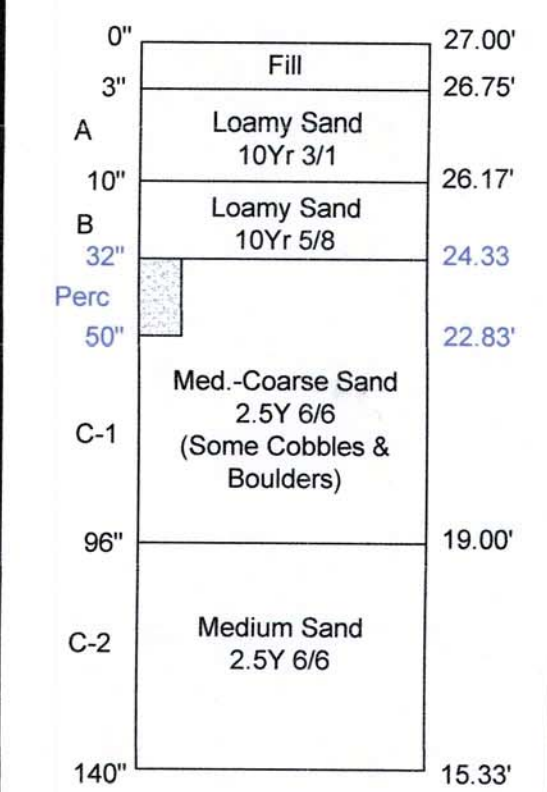 0" 27.00'
Fill
3" 26.75'
A
Loamy Sand
10Yr 3/1
10" 26.17'
B
Loamy Sand
10Yr 5/8
32" 24.33
Perc
50" 22.83'
C-1
Med.-Coarse Sand
2.5Y 6/6
(Some Cobbles &
Boulders)
96" 19.00'
C-2
Medium Sand
2.5Y 6/6
140" 15.33'